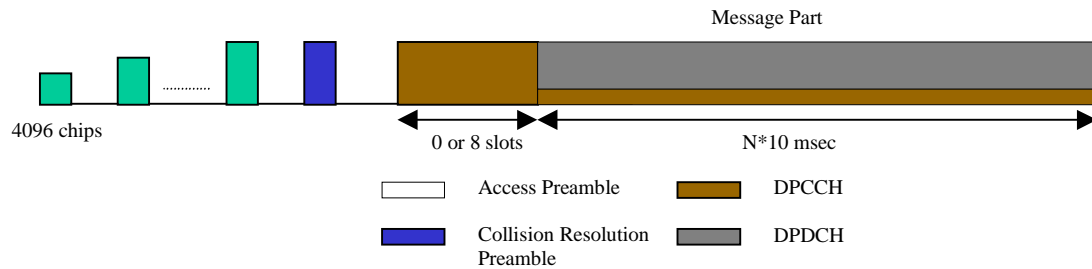 Message Part
4096 chips
0 or 8 slots
N*10 msec
Access Preamble
DPCCH
Collision Resolution
Preamble
DPDCH